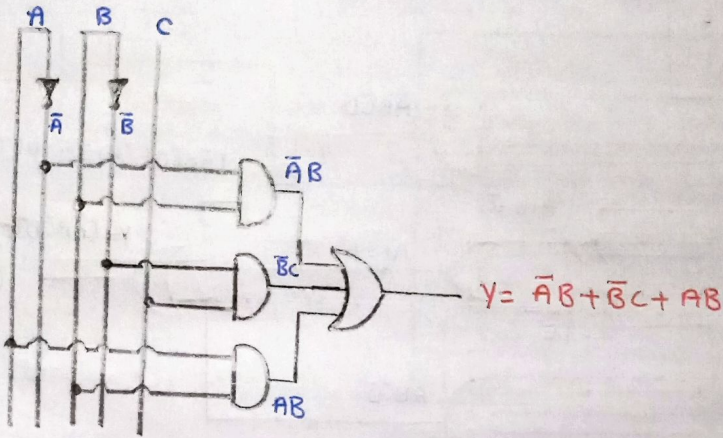 A B C
Ā B̄
ĀB
B̄C
Y = ĀB + B̄C + AB
AB